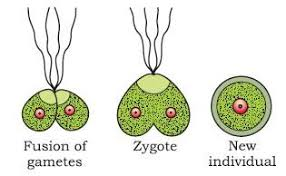 Fusion of
gametes
Zygote
New
individual